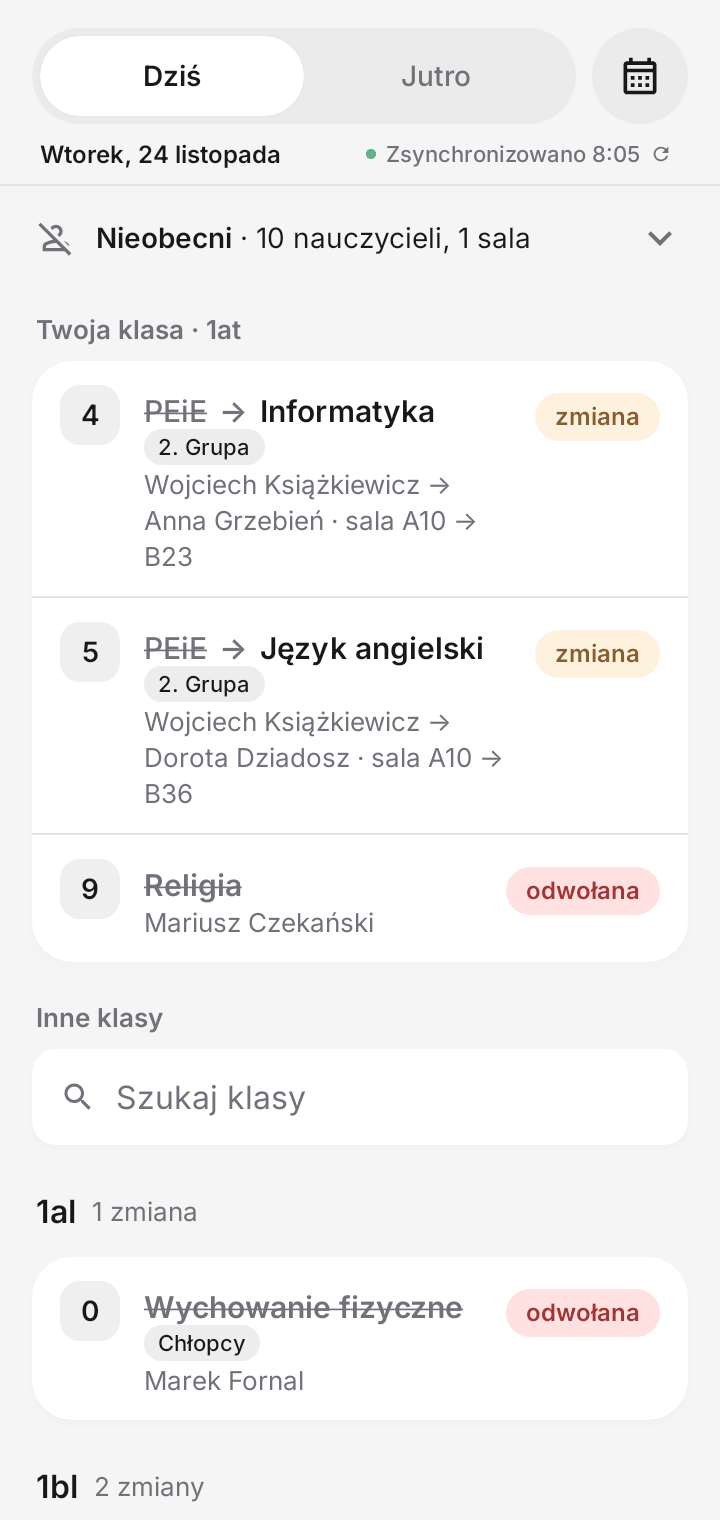 Dziś
Jutro
Wtorek, 24 listopada
Zsynchronizowano 8:05
Nieobecni · 10 nauczycieli, 1 sala
Twoja klasa · 1at
4
PEiE → Informatyka
zmiana
2. Grupa
Wojciech Książkiewicz →
Anna Grzebień · sala A10 →
B23
5
PEiE → Język angielski
zmiana
2. Grupa
Wojciech Książkiewicz →
Dorota Dziadosz · sala A10 →
B36
9
Religia
odwołana
Mariusz Czekański
Inne klasy
Szukaj klasy
1al 1 zmiana
0
Wychowanie fizyczne
odwołana
Chłopcy
Marek Fornal
1bl 2 zmiany